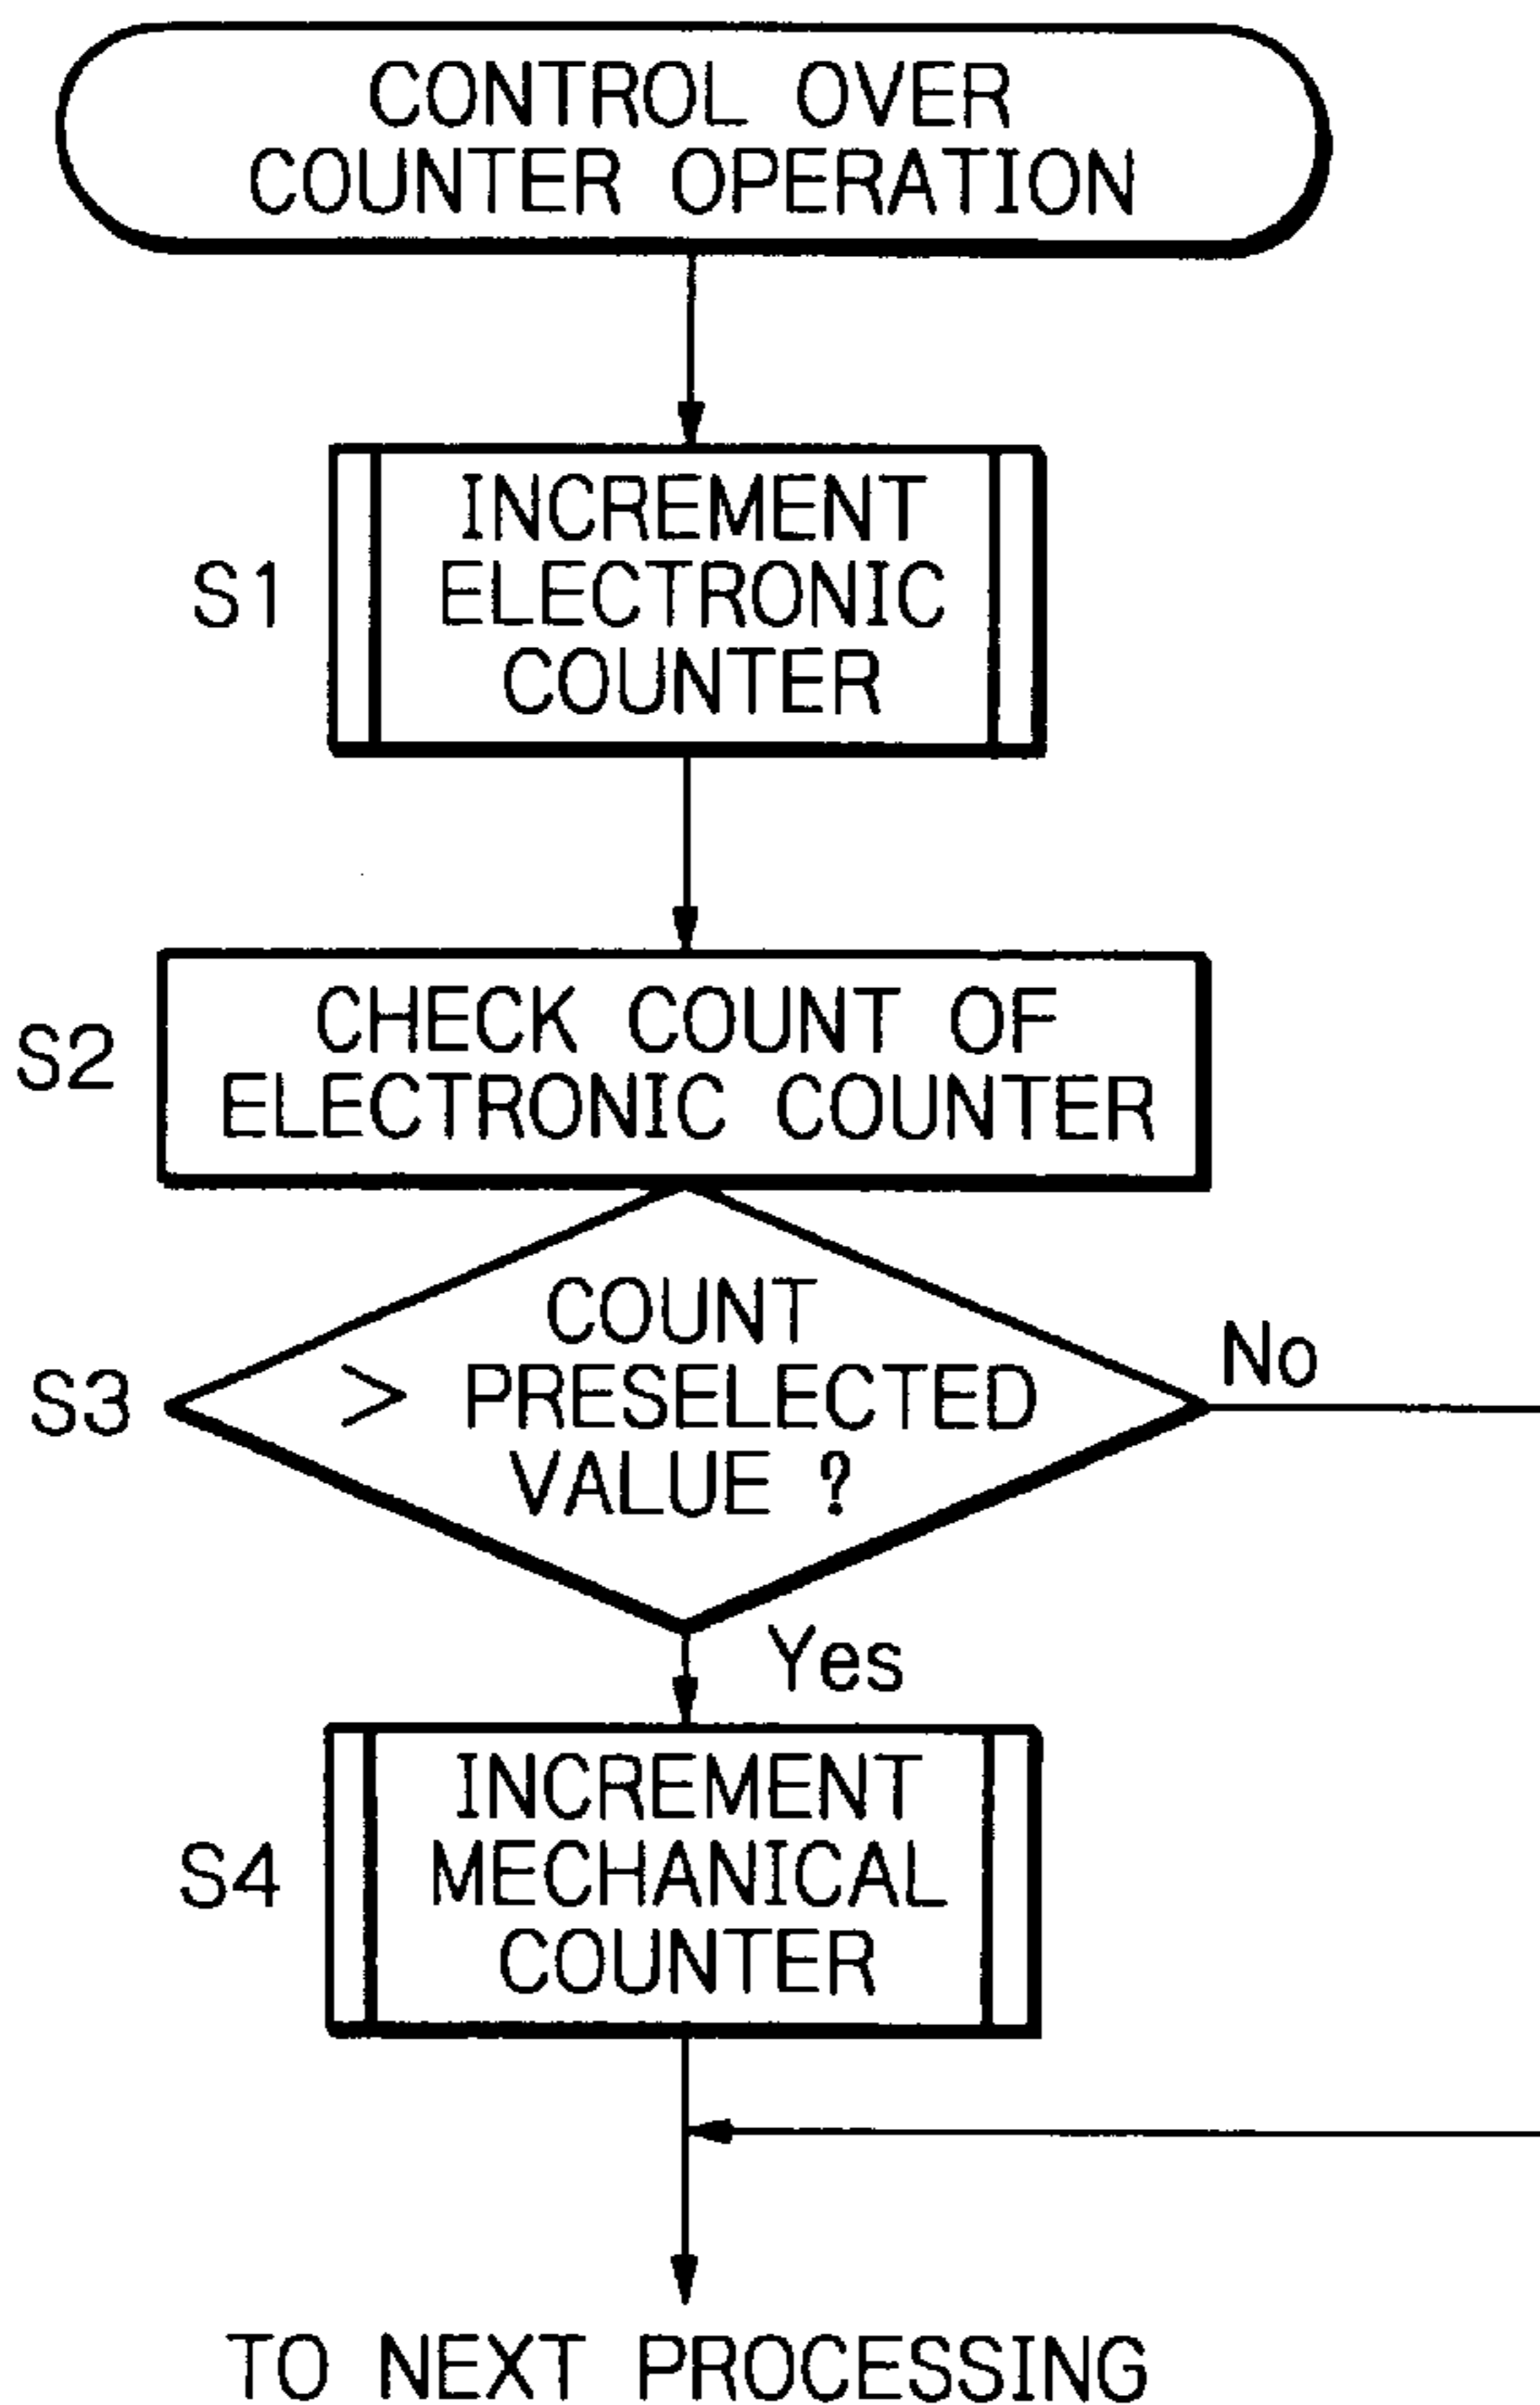 CONTROL OVER
COUNTER OPERATION
S1
INCREMENT
ELECTRONIC
COUNTER
S2
CHECK COUNT OF
ELECTRONIC COUNTER
S3
COUNT
> PRESELECTED
VALUE ?
No
Yes
S4
INCREMENT
MECHANICAL
COUNTER
TO NEXT PROCESSING